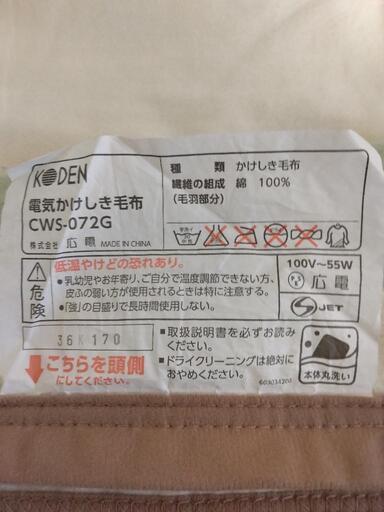 KODEN
電気かけしき毛布
CWS-072G
株式会社 広電 MADE IN CHINA
種 類 かけしき毛布
繊維の組成 綿 100%
(毛羽部分)
危険
低温やけどの恐れあり。
•乳幼児やお年寄り、ご自分で温度調節できない方、
皮ふの弱い方が使用されるときは特に注意する。
•「強」の目盛りで長時間使用しない。
100V−55W
広電
S JET
36K170
こちらを頭側
にしてください。
▪取扱説明書を必ずお読み
ください。
▪ドライクリーニングは絶対に
おやめください。
本体丸洗い